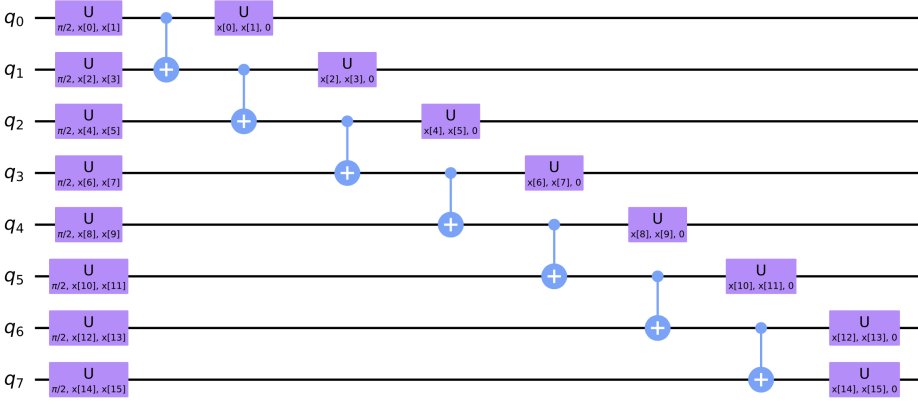 q0 U π/2, x[0], x[1] U x[0], x[1], 0
q1 U π/2, x[2], x[3] U x[2], x[3], 0
q2 U π/2, x[4], x[5] U x[4], x[5], 0
q3 U π/2, x[6], x[7] U x[6], x[7], 0
q4 U π/2, x[8], x[9] U x[8], x[9], 0
q5 U π/2, x[10], x[11] U x[10], x[11], 0
q6 U π/2, x[12], x[13] U x[12], x[13], 0
q7 U π/2, x[14], x[15] U x[14], x[15], 0